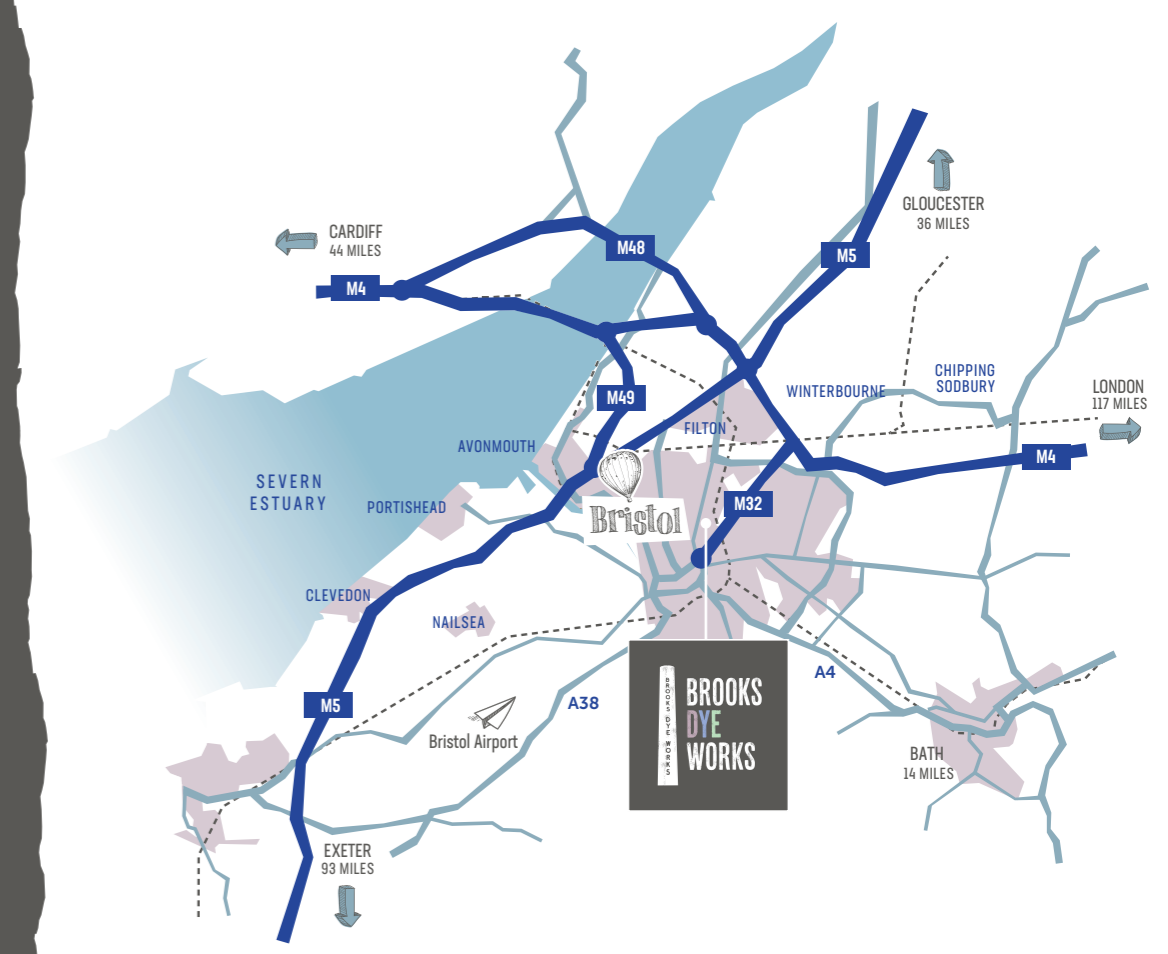 GLOUCESTER
36 MILES
CARDIFF
44 MILES
M48
M5
M4
CHIPPING
SODBURY
WINTERBOURNE
LONDON
117 MILES
M49
FILTON
AVONMOUTH
M4
SEVERN
ESTUARY
PORTISHEAD
Bristol
M32
CLEVEDON
NAILSEA
M5
A38
Bristol Airport
BROOKS DYE WORKS
BROOKS
DYE
WORKS
A4
BATH
14 MILES
EXETER
93 MILES